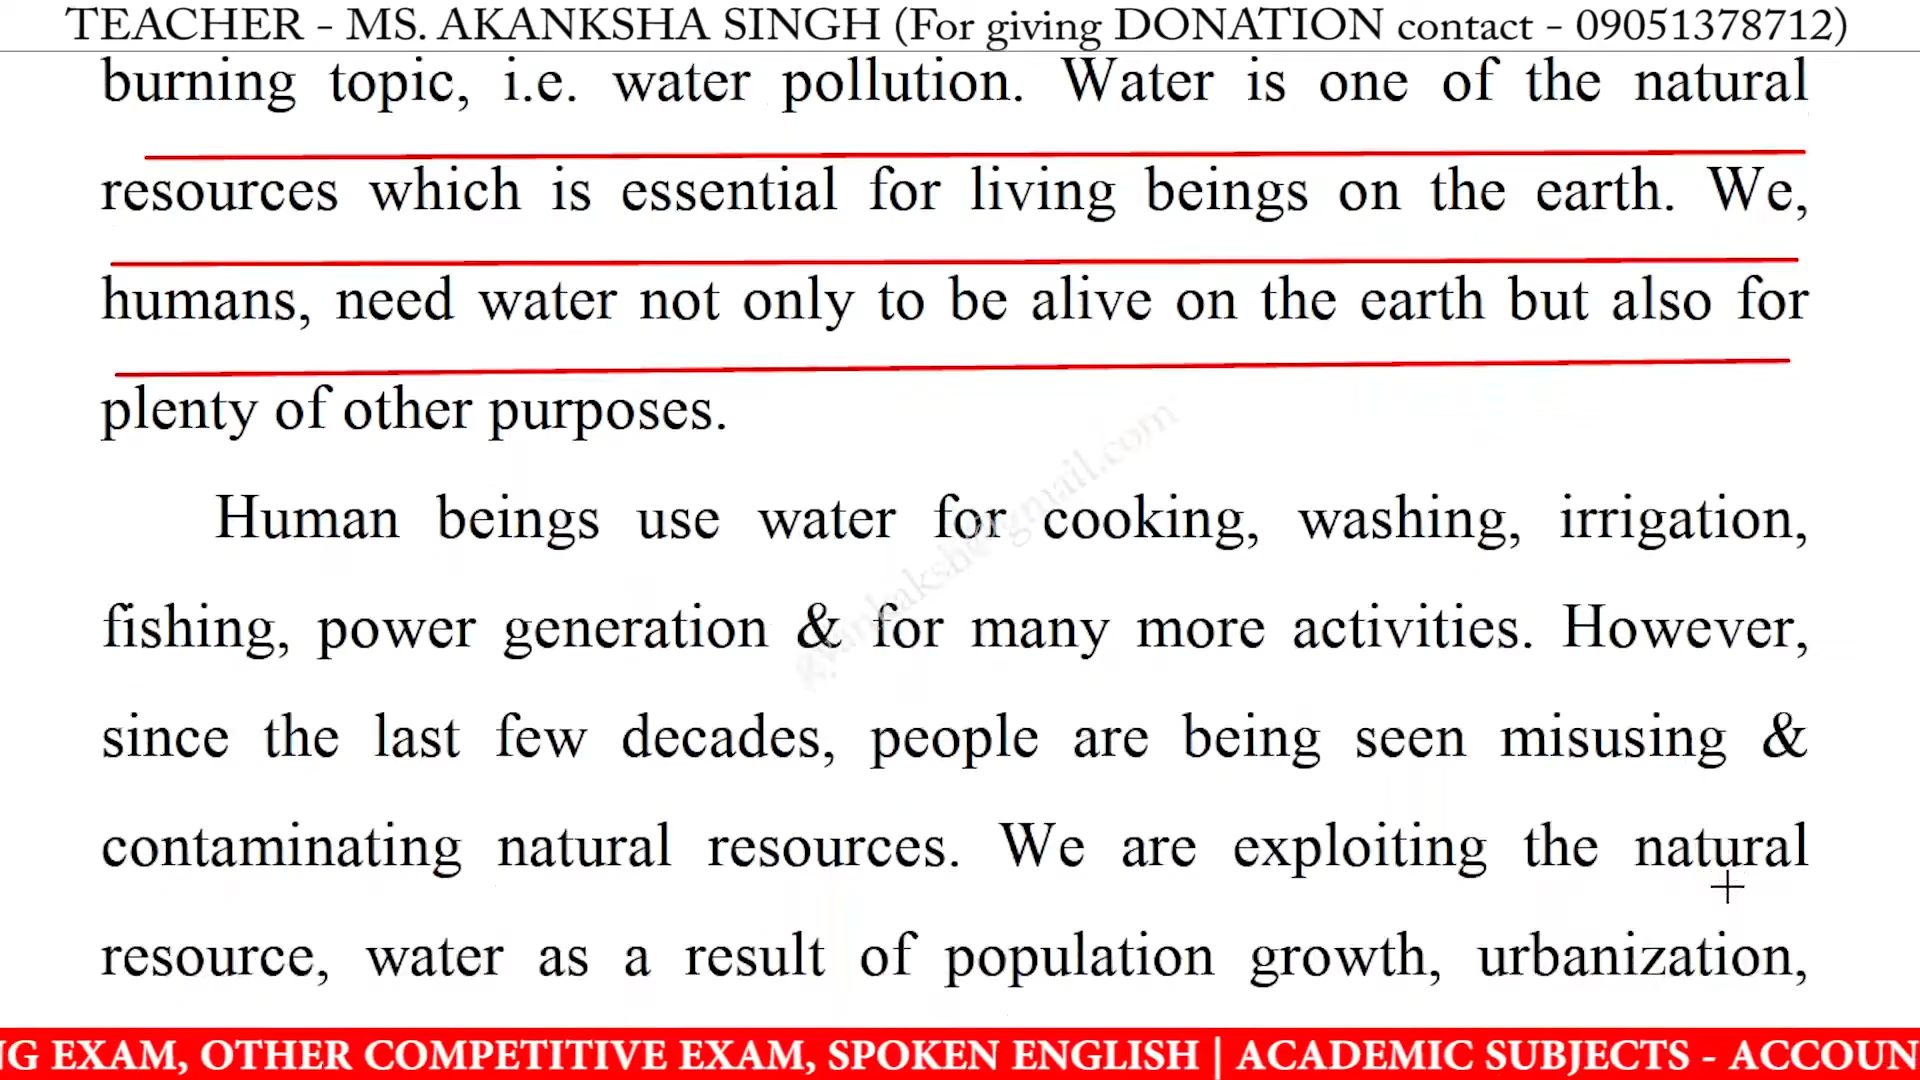 TEACHER - MS. AKANKSHA SINGH (For giving DONATION contact - 09051378712)
burning topic, i.e. water pollution. Water is one of the natural
resources which is essential for living beings on the earth. We,
humans, need water not only to be alive on the earth but also for
plenty of other purposes.
Human beings use water for cooking, washing, irrigation,
fishing, power generation & for many more activities. However,
since the last few decades, people are being seen misusing &
contaminating natural resources. We are exploiting the natural
resource, water as a result of population growth, urbanization,
NG EXAM, OTHER COMPETITIVE EXAM, SPOKEN ENGLISH | ACADEMIC SUBJECTS - ACCOUN